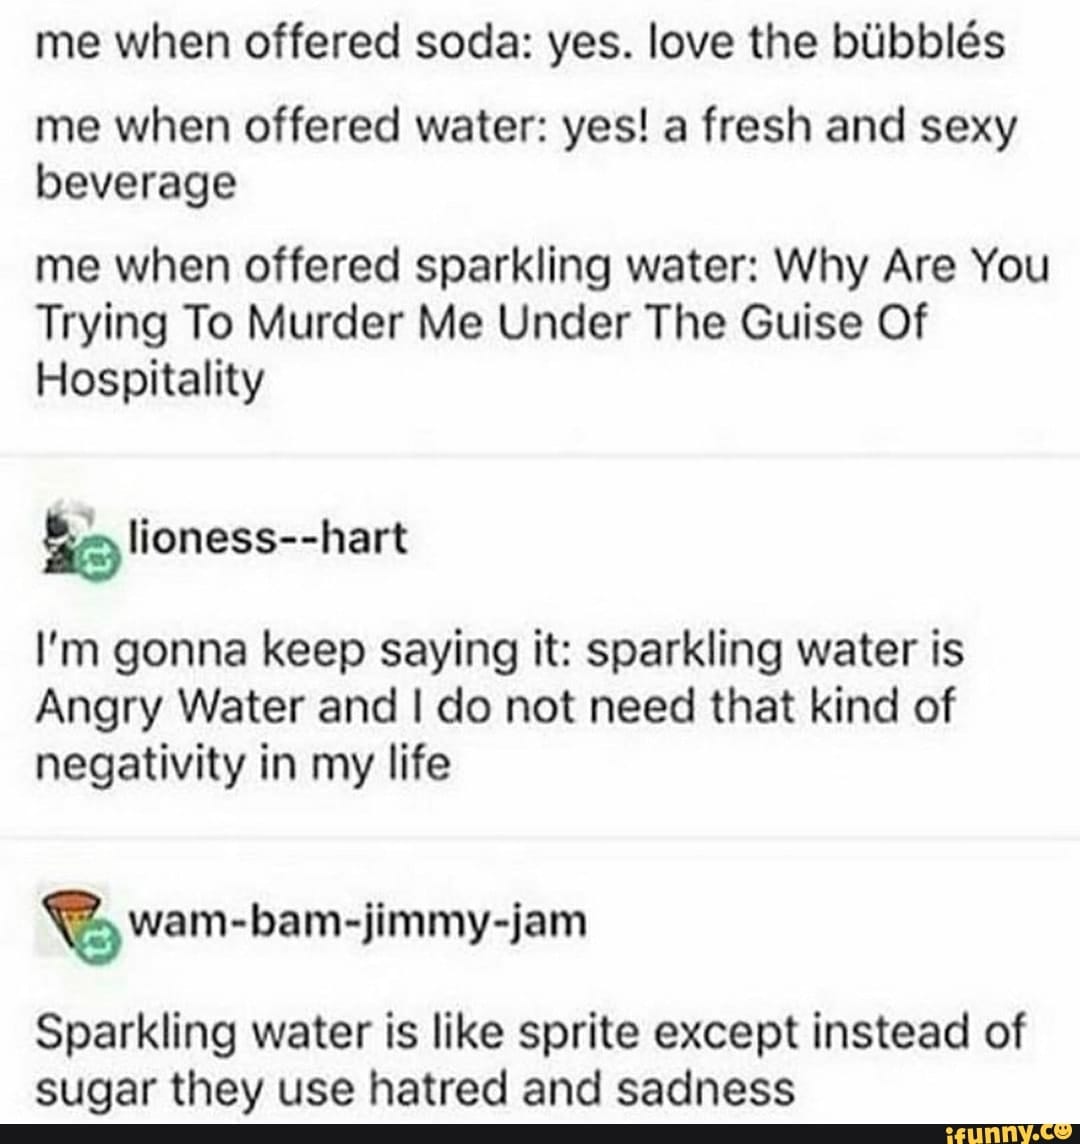 me when offered soda: yes. love the bübblés
me when offered water: yes! a fresh and sexy
beverage
me when offered sparkling water: Why Are You
Trying To Murder Me Under The Guise Of
Hospitality
lioness--hart
I'm gonna keep saying it: sparkling water is
Angry Water and I do not need that kind of
negativity in my life
wam-bam-jimmy-jam
Sparkling water is like sprite except instead of
sugar they use hatred and sadness
ifunny.co